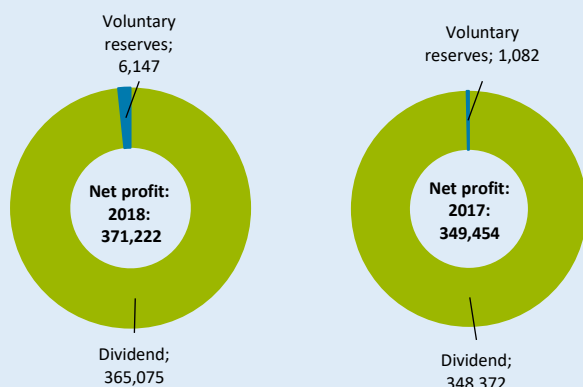 Voluntary
reserves;
6,147
Net profit:
2018:
371,222
Dividend;
365,075
Voluntary
reserves; 1,082
Net profit:
2017:
349,454
Dividend;
348,372